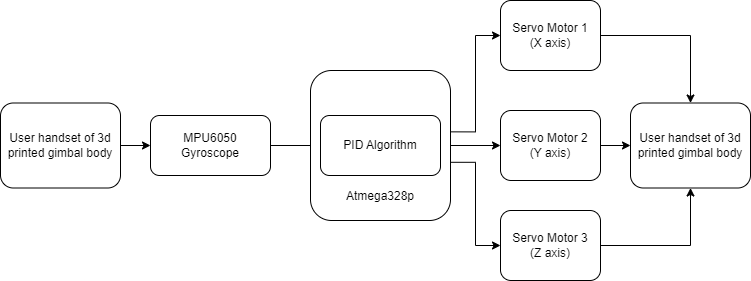 User handset of 3d
printed gimbal body
MPU6050
Gyroscope
PID Algorithm
Atmega328p
Servo Motor 1
(X axis)
Servo Motor 2
(Y axis)
Servo Motor 3
(Z axis)
User handset of 3d
printed gimbal body